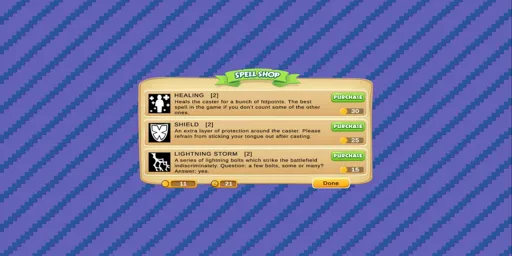 SPELL SHOP
HEALING [2]
Heals the caster for a bunch of hitpoints. The best
spell in the game if you don't count some of the other
ones.
PURCHASE
30
SHIELD [2]
An extra layer of protection around the caster. Please
refrain from sticking your tongue out after casting.
PURCHASE
25
LIGHTNING STORM [2]
A series of lightning bolts which strike the battlefield
indiscriminately. Question: a few bolts, some or many?
Answer: yes.
PURCHASE
15
11 21 Done